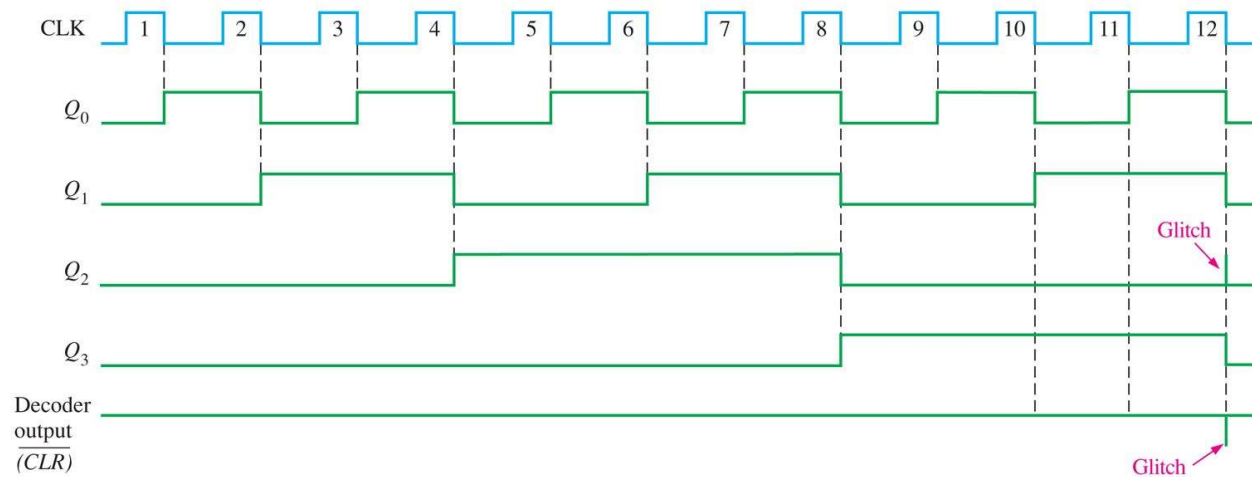 CLK 1 2 3 4 5 6 7 8 9 10 11 12
Q0
Q1
Glitch
Q2
Q3
Decoder
output
(CLR)
Glitch